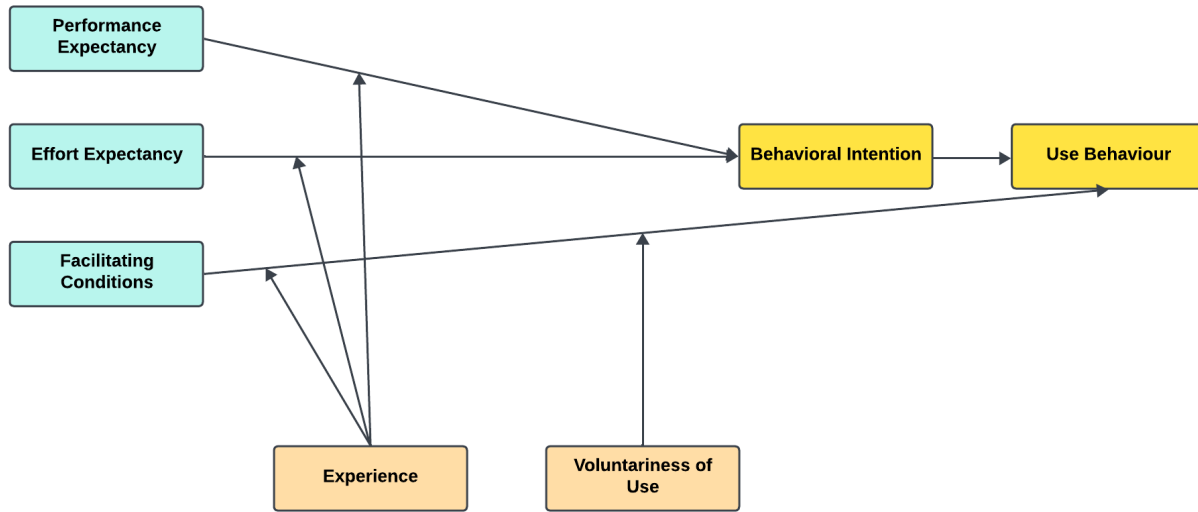 Performance
Expectancy
Effort Expectancy
Behavioral Intention
Use Behaviour
Facilitating
Conditions
Experience
Voluntariness of
Use